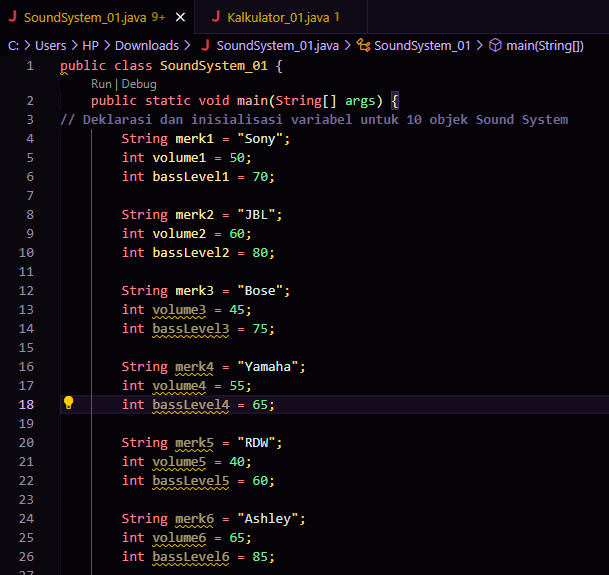 J SoundSystem_01.java 9+ × J Kalkulator_01.java 1
C: > Users > HP > Downloads > J SoundSystem_01.java > SoundSystem_01 > main(String[])
1 public class SoundSystem_01 {
Run | Debug
2 public static void main(String[] args) {
3 // Deklarasi dan inisialisasi variabel untuk 10 objek Sound System
4 String merk1 = "Sony";
5 int volume1 = 50;
6 int bassLevel1 = 70;
7
8 String merk2 = "JBL";
9 int volume2 = 60;
10 int bassLevel2 = 80;
11
12 String merk3 = "Bose";
13 int volume3 = 45;
14 int bassLevel3 = 75;
15
16 String merk4 = "Yamaha";
17 int volume4 = 55;
18 int bassLevel4 = 65;
19
20 String merk5 = "RDW";
21 int volume5 = 40;
22 int bassLevel5 = 60;
23
24 String merk6 = "Ashley";
25 int volume6 = 65;
26 int bassLevel6 = 85;
27